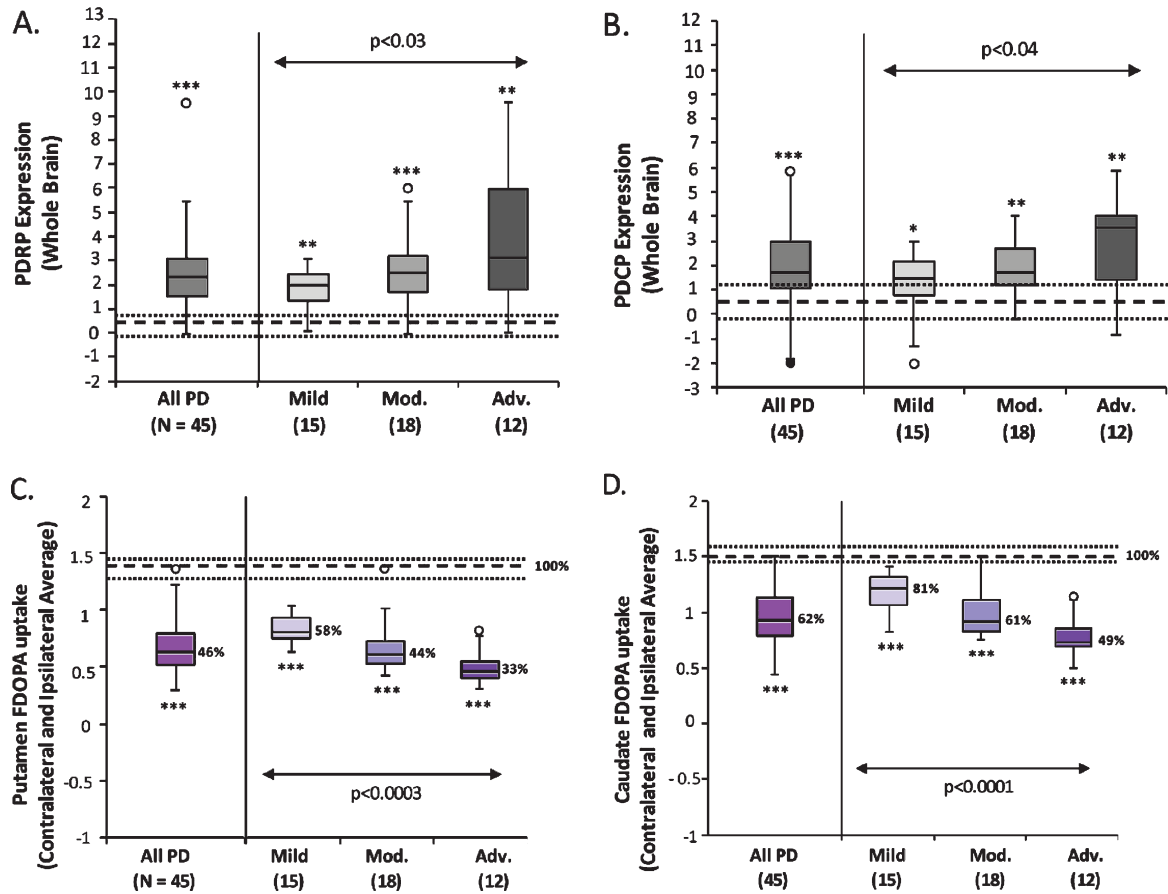 A.
PDRP Expression
(Whole Brain)
13
12
11
10
9
8
7
6
5
4
3
2
1
0
-1
-2
p<0.03
***
**
***
**
All PD
(N = 45)
Mild
(15)
Mod.
(18)
Adv.
(12)
B.
PDCP Expression
(Whole Brain)
12
11
10
9
8
7
6
5
4
3
2
1
0
-1
-2
-3
p<0.04
***
*
**
**
All PD
(45)
Mild
(15)
Mod.
(18)
Adv.
(12)
C.
Putamen FDOPA uptake
(Contralateral and Ipsilateral Average)
2
1.5
1
0.5
0
-0.5
-1
100%
46%
58%
44%
33%
***
***
***
***
p<0.0003
All PD
(N = 45)
Mild
(15)
Mod.
(18)
Adv.
(12)
D.
Caudate FDOPA uptake
(Contralateral and Ipsilateral Average)
2
1.5
1
0.5
0
-0.5
-1
100%
62%
81%
61%
49%
***
***
***
***
p<0.0001
All PD
(45)
Mild
(15)
Mod.
(18)
Adv.
(12)